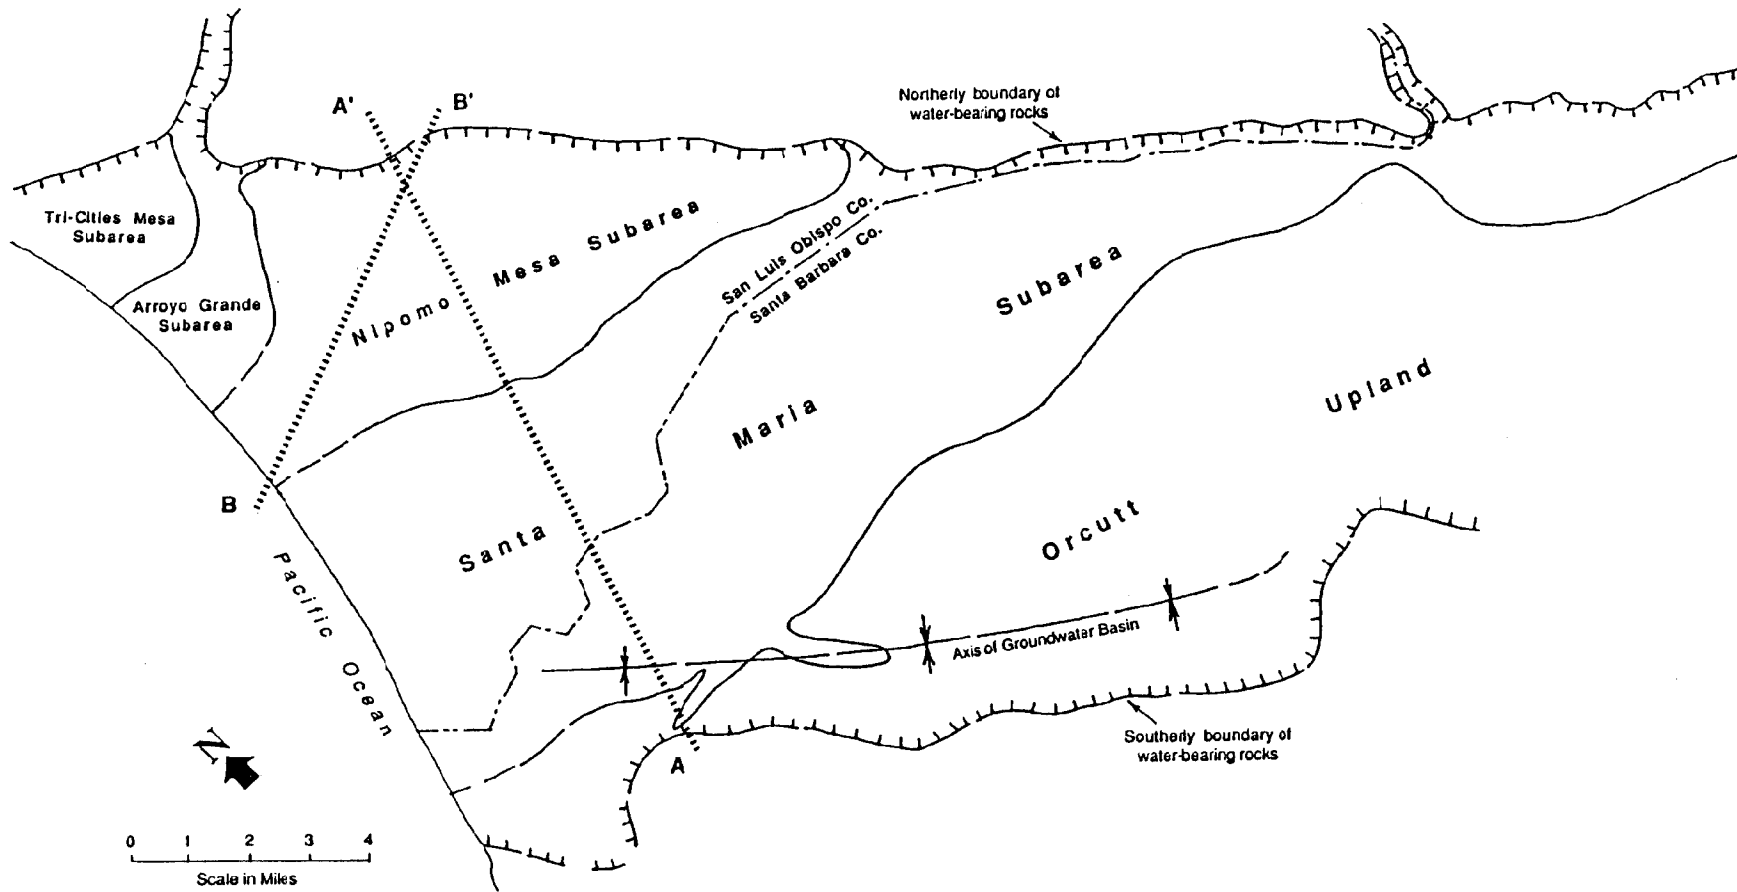 A'
B'
Northerly boundary of
water-bearing rocks
Tri-Cities Mesa
Subarea
Arroyo Grande
Subarea
Nipomo Mesa Subarea
San Luis Obispo Co.
Santa Barbara Co.
Santa Maria Subarea
Orcutt Upland
B
Pacific Ocean
Axis of Groundwater Basin
A
Southerly boundary of
water-bearing rocks
N
0 1 2 3 4
Scale in Miles